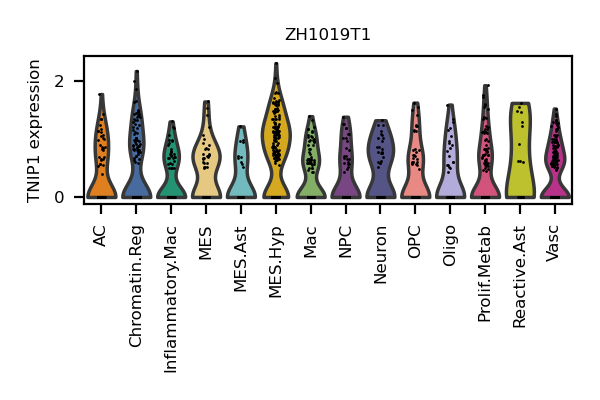 ZH1019T1
TNIP1 expression
2
0
AC
Chromatin.Reg
Inflammatory.Mac
MES
MES.Ast
MES.Hyp
Mac
NPC
Neuron
OPC
Oligo
Prolif.Metab
Reactive.Ast
Vasc